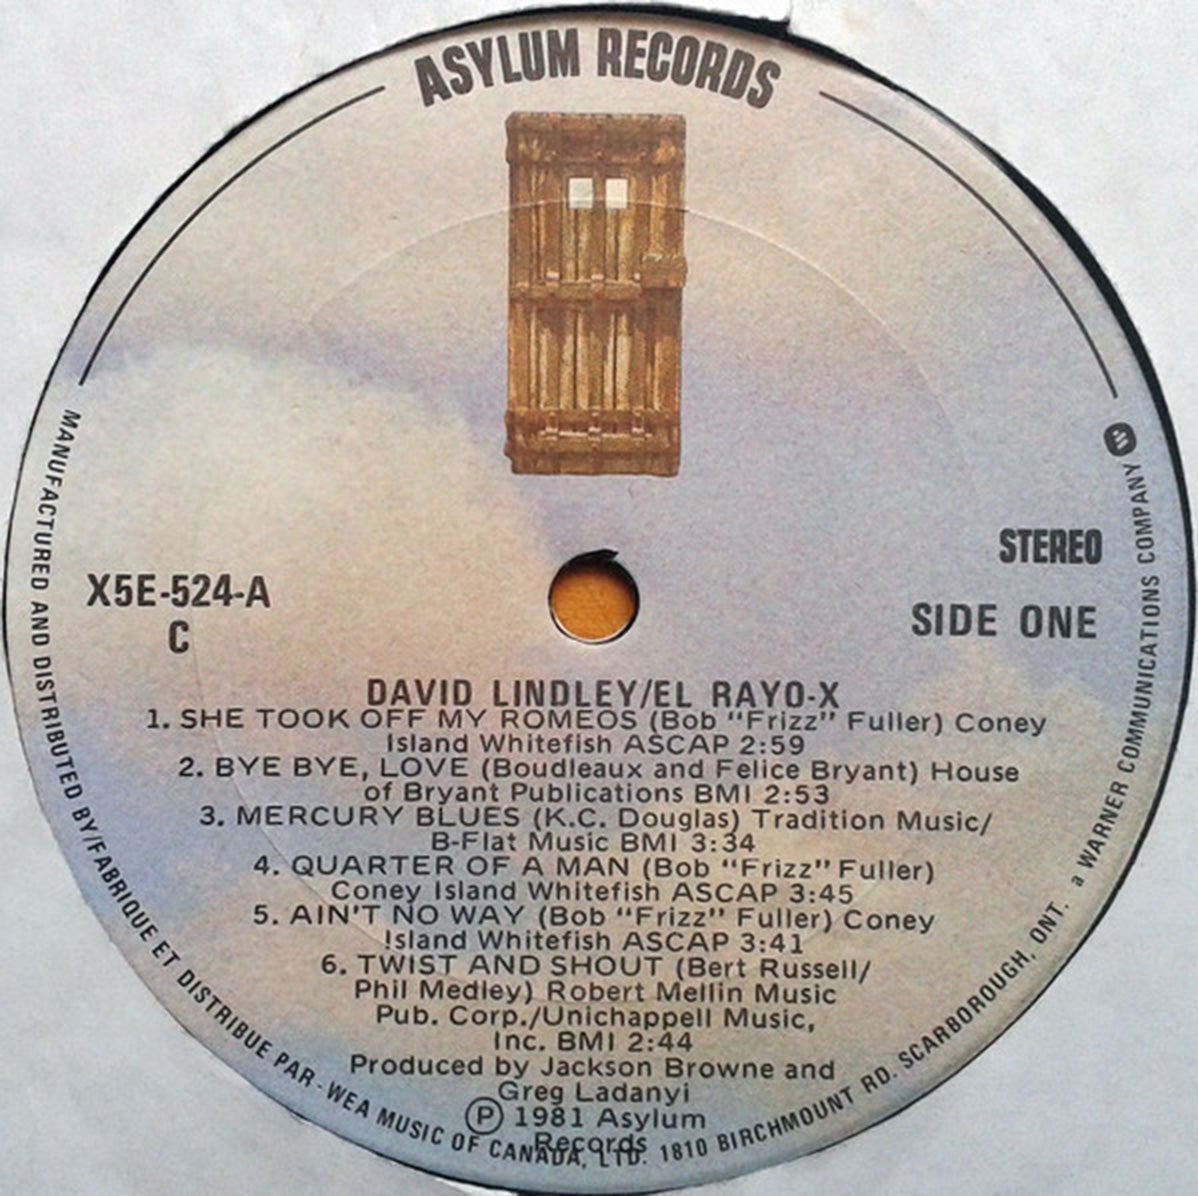 ASYLUM RECORDS
STEREO
X5E-524-A
SIDE ONE
C
DAVID LINDLEY/EL RAYO-X
1. SHE TOOK OFF MY ROMEOS (Bob "Frizz" Fuller) Coney
Island Whitefish ASCAP 2:59
2. BYE BYE, LOVE (Boudleaux and Felice Bryant) House
of Bryant Publications BMI 2:53
3. MERCURY BLUES (K.C. Douglas) Tradition Music/
B-Flat Music BMI 3:34
4. QUARTER OF A MAN (Bob "Frizz" Fuller)
Coney Island Whitefish ASCAP 3:45
5. AIN'T NO WAY (Bob "Frizz" Fuller) Coney
Island Whitefish ASCAP 3:41
6. TWIST AND SHOUT (Bert Russell/
Phil Medley) Robert Mellin Music
Pub. Corp./Unichappell Music,
Inc. BMI 2:44
Produced by Jackson Browne and
Greg Ladanyi
℗ 1981 Asylum
Records
MANUFACTURED AND DISTRIBUTED BY/FABRIQUE ET DISTRIBUE PAR - WEA MUSIC OF CANADA, LTD. 1810 BIRCHMOUNT RD. SCARBOROUGH, ONT. a WARNER COMMUNICATIONS COMPANY